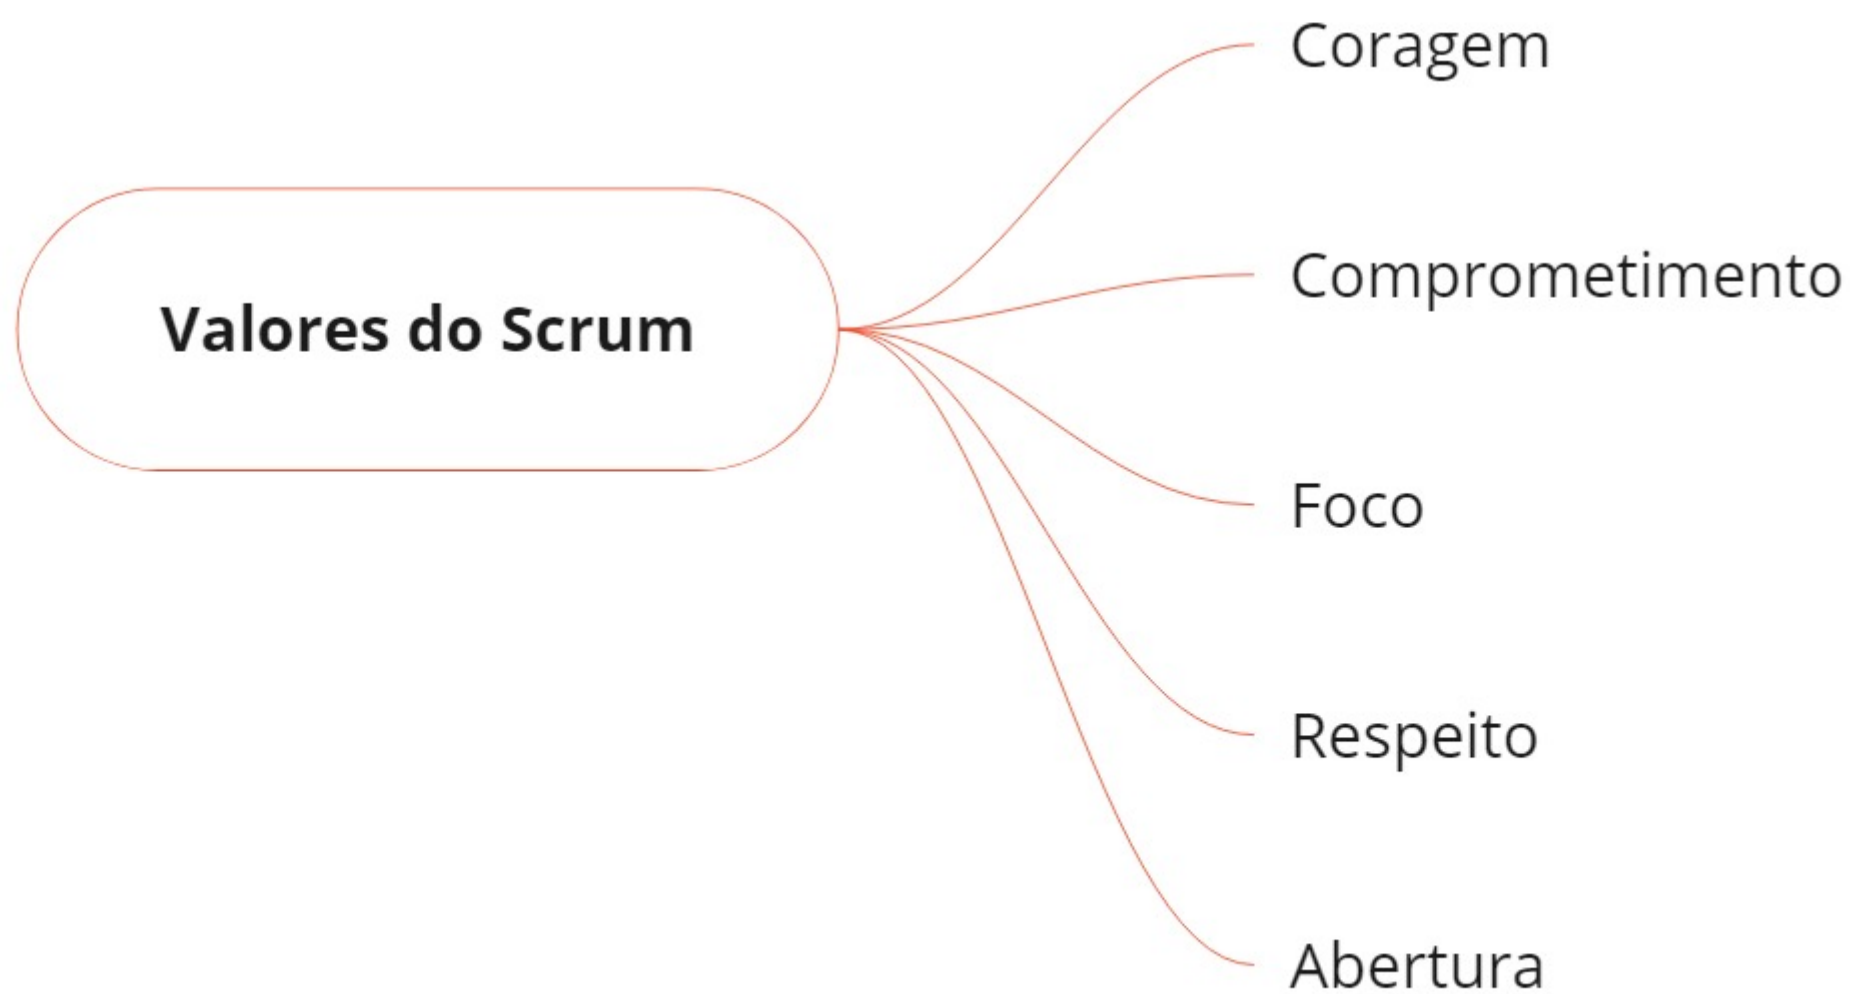 Valores do Scrum
Coragem
Comprometimento
Foco
Respeito
Abertura